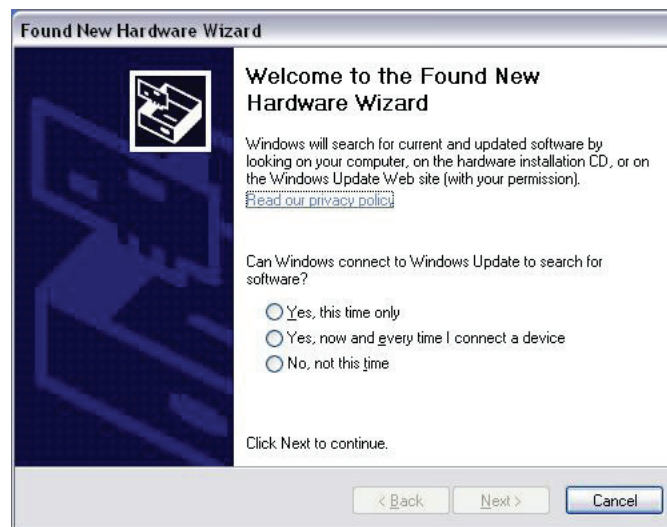 Found New Hardware Wizard
Welcome to the Found New
Hardware Wizard
Windows will search for current and updated software by
looking on your computer, on the hardware installation CD, or on
the Windows Update Web site (with your permission).
Read our privacy policy
Can Windows connect to Windows Update to search for
software?
Yes, this time only
Yes, now and every time I connect a device
No, not this time
Click Next to continue.
< Back Next > Cancel